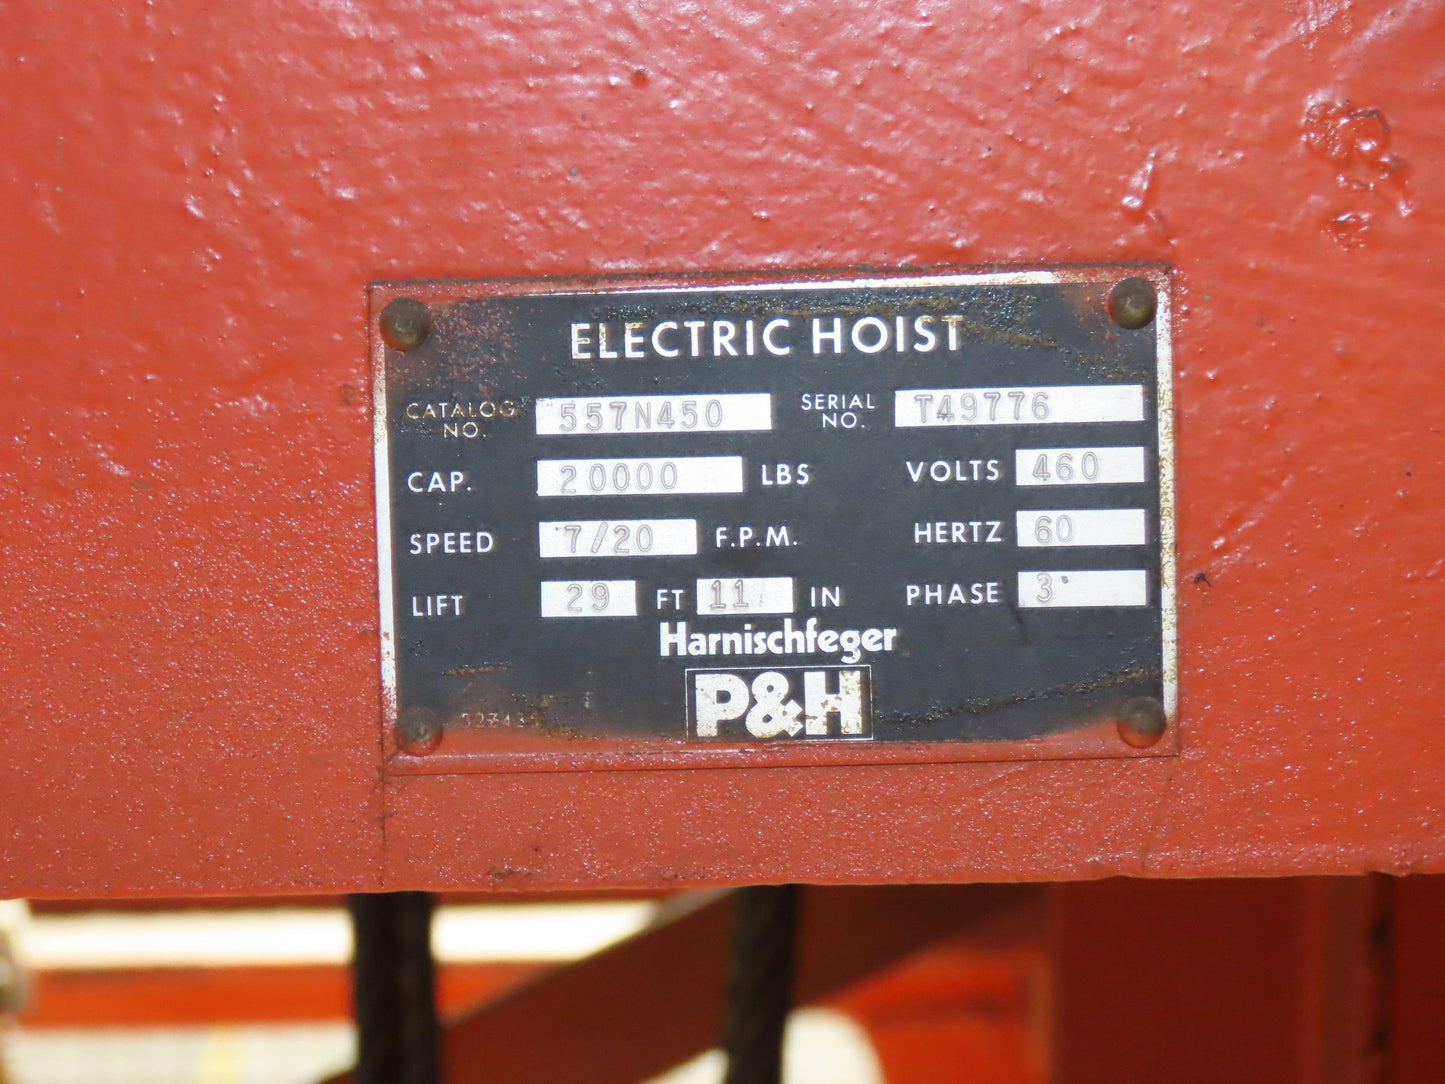 ELECTRIC HOIST
CATALOG NO. 557N450 SERIAL NO. T49776
CAP. 20000 LBS VOLTS 460
SPEED 7/20 F.P.M. HERTZ 60
LIFT 29 FT 11 IN PHASE 3
Harnischfeger
P&H